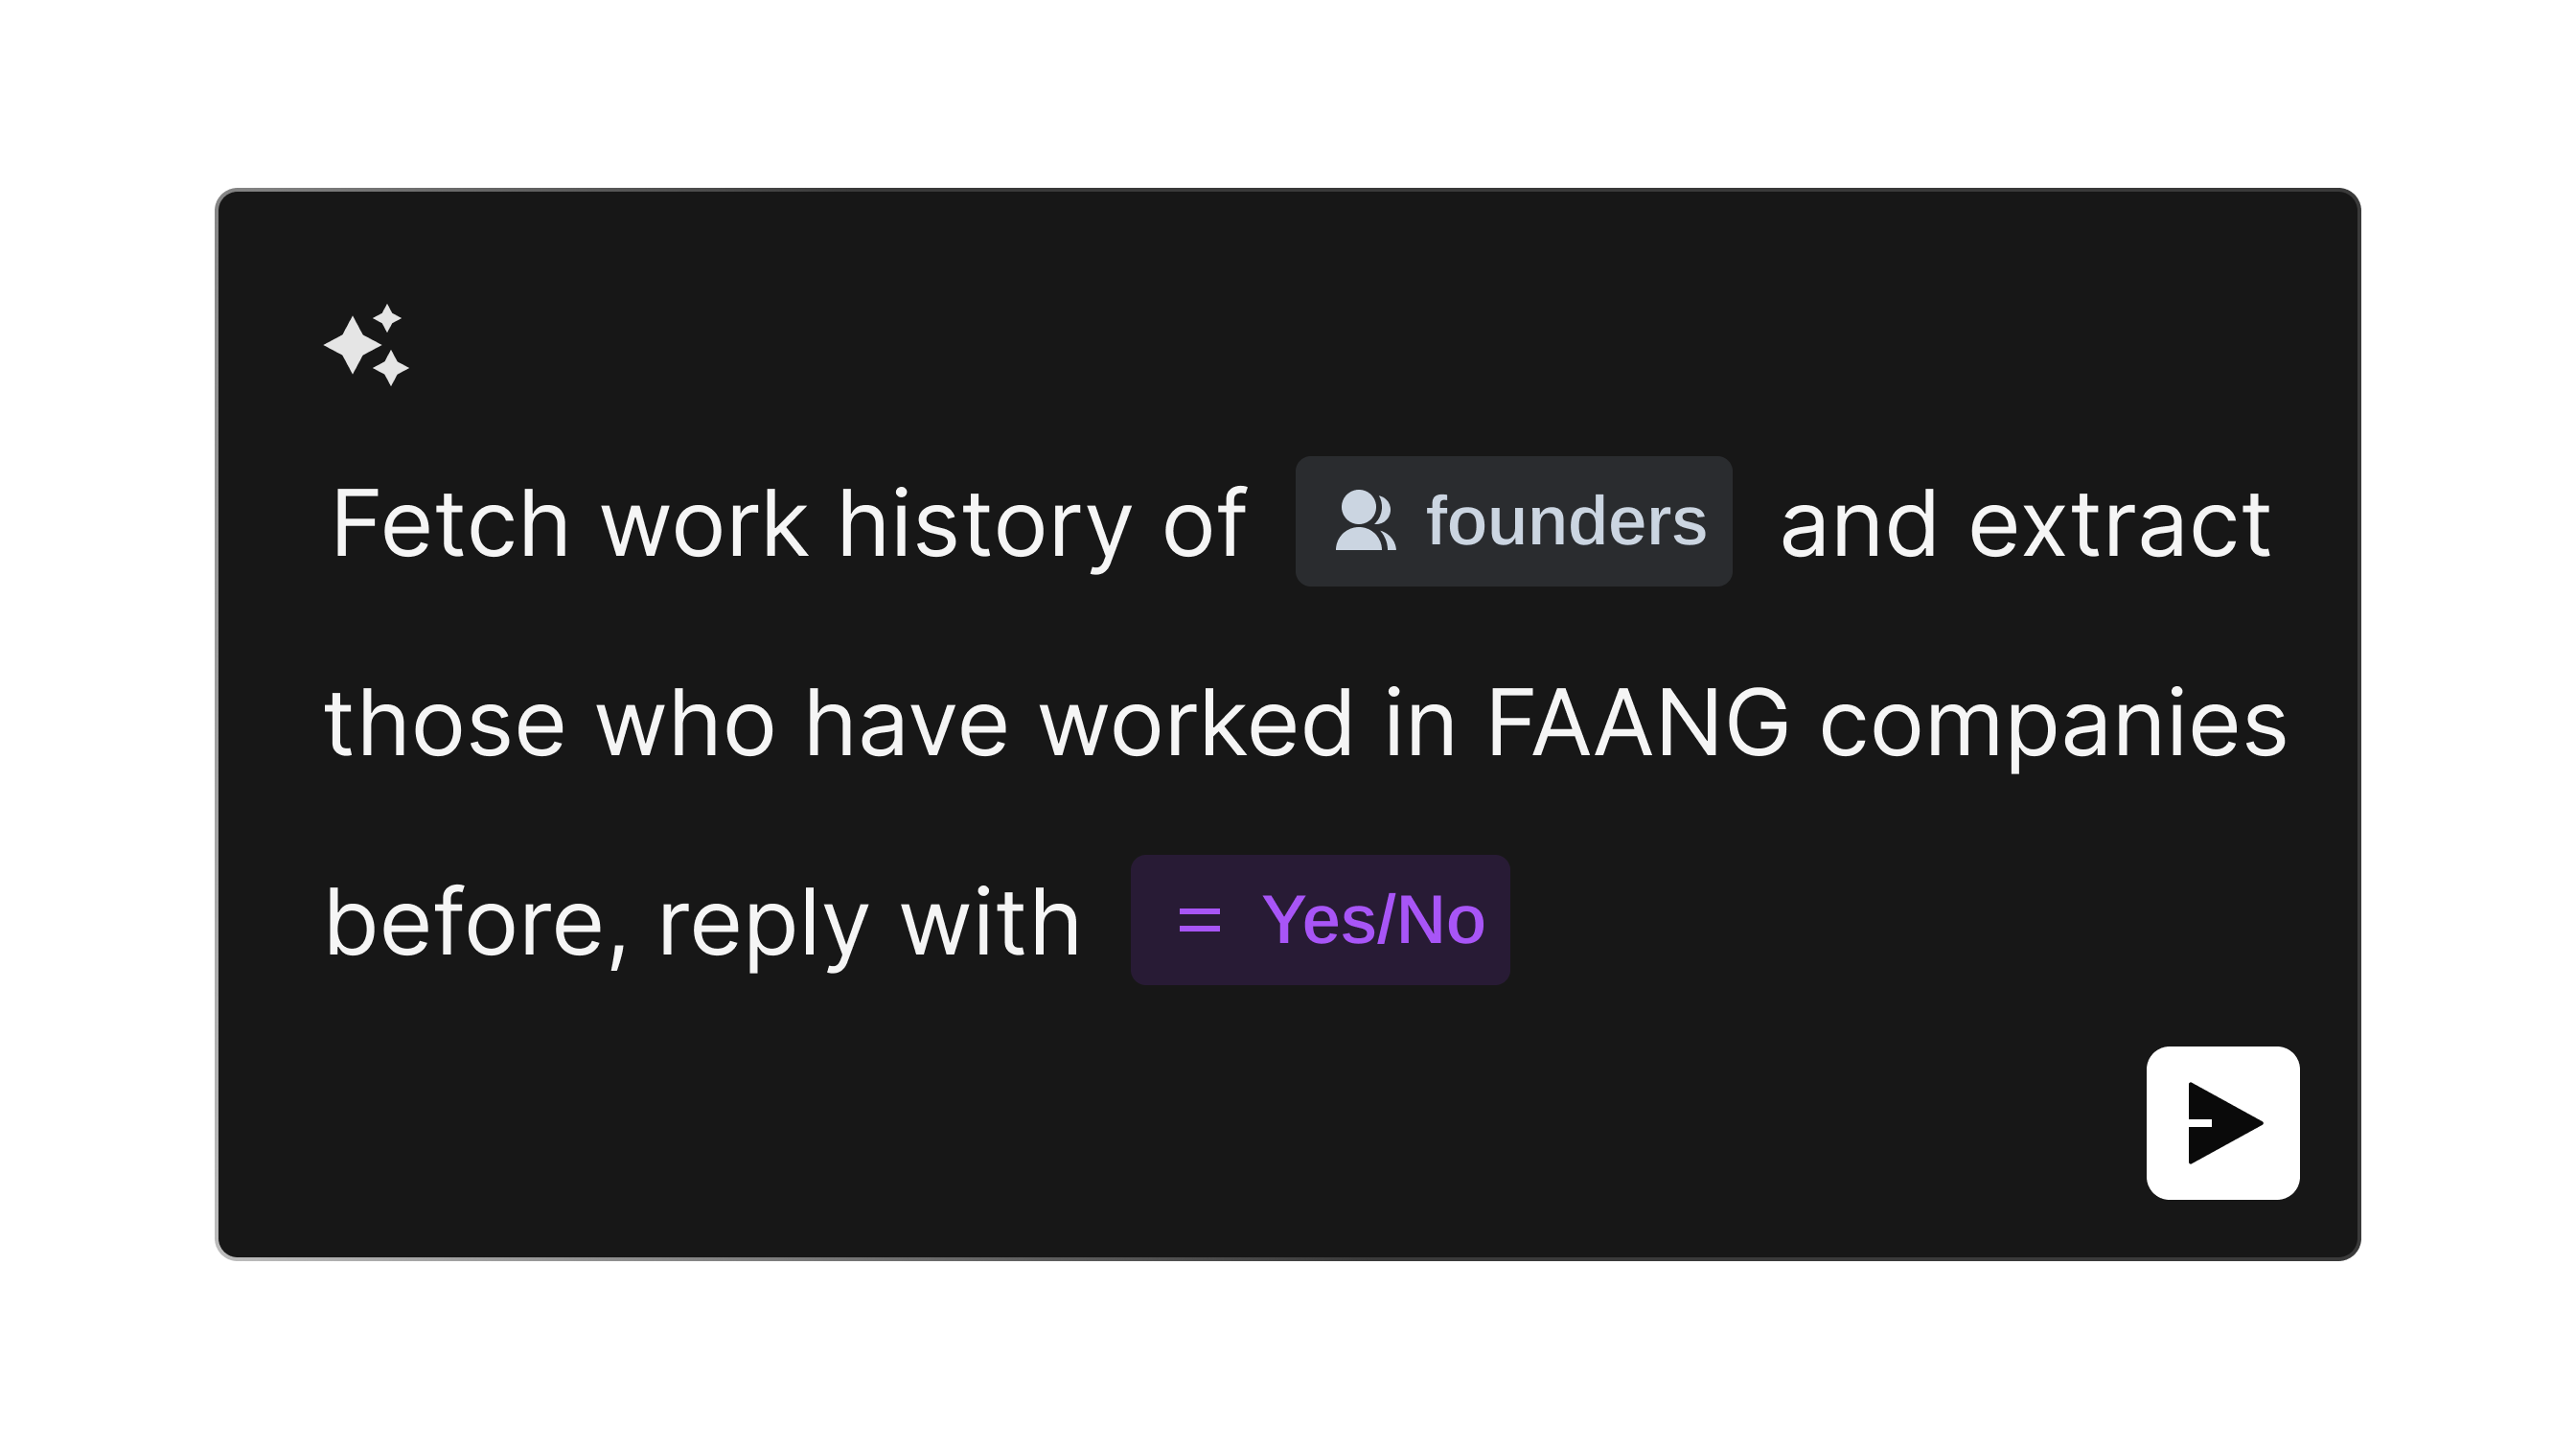 Fetch work history of founders and extract
those who have worked in FAANG companies
before, reply with = Yes/No